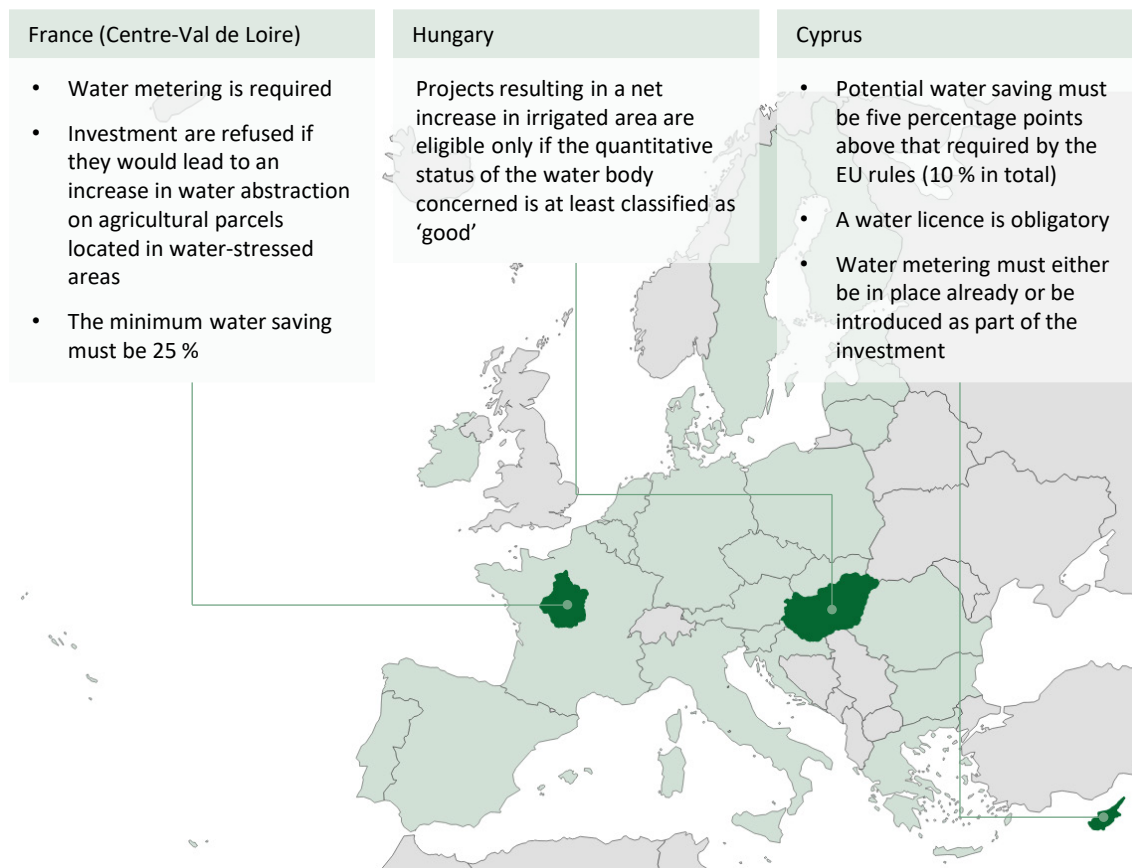 France (Centre-Val de Loire)
• Water metering is required
• Investment are refused if
they would lead to an
increase in water abstraction
on agricultural parcels
located in water-stressed
areas
• The minimum water saving
must be 25 %
Hungary
Projects resulting in a net
increase in irrigated area are
eligible only if the quantitative
status of the water body
concerned is at least classified as
‘good’
Cyprus
• Potential water saving must
be five percentage points
above that required by the
EU rules (10 % in total)
• A water licence is obligatory
• Water metering must either
be in place already or be
introduced as part of the
investment